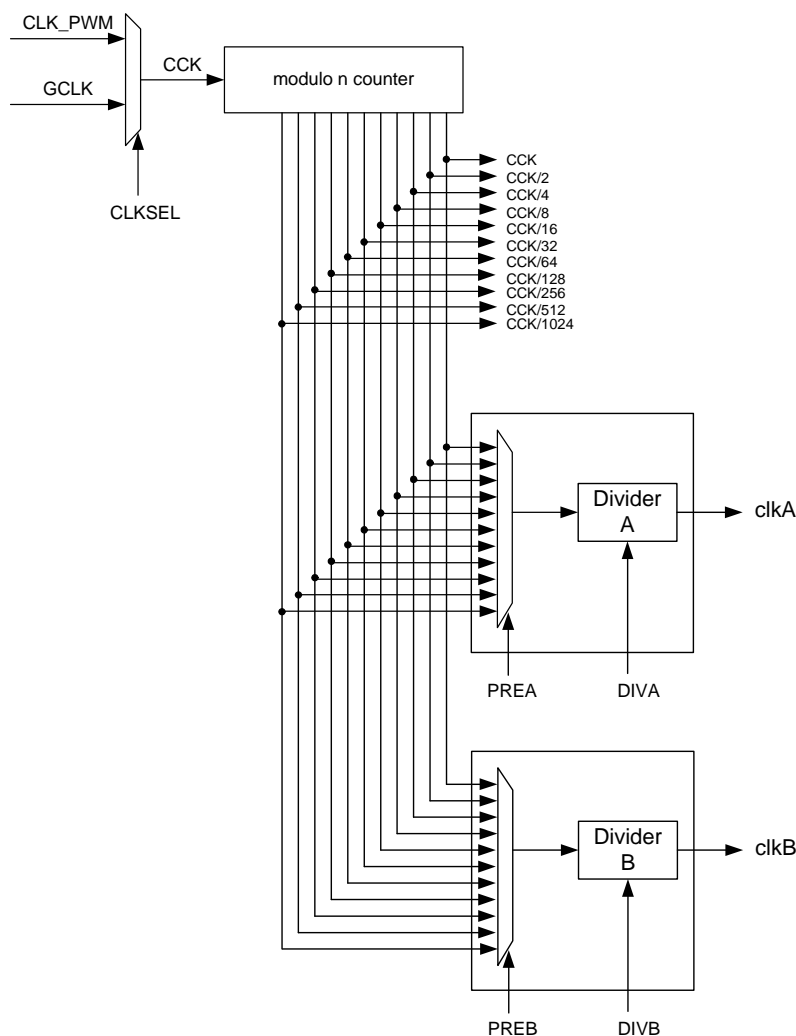 CLK_PWM
GCLK
CLKSEL
CCK
modulo n counter
CCK
CCK/2
CCK/4
CCK/8
CCK/16
CCK/32
CCK/64
CCK/128
CCK/256
CCK/512
CCK/1024
Divider
A
clkA
PREA
DIVA
Divider
B
clkB
PREB
DIVB